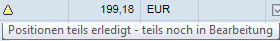 199,18 EUR
Positionen teils erledigt - teils noch in Bearbeitung